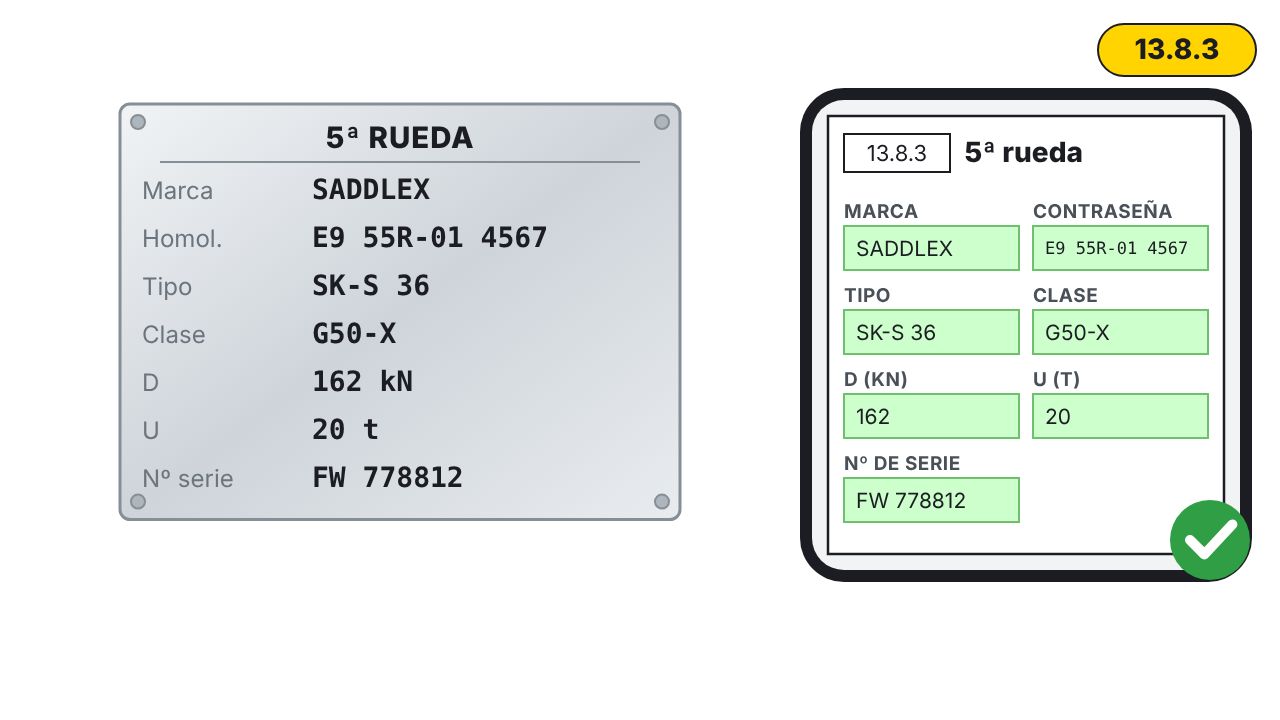 13.8.3
5ª RUEDA
Marca SADDLEX
Homol. E9 55R-01 4567
Tipo SK-S 36
Clase G50-X
D 162 kN
U 20 t
Nº serie FW 778812
13.8.3 5ª rueda
MARCA CONTRASEÑA
SADDLEX E9 55R-01 4567
TIPO CLASE
SK-S 36 G50-X
D (KN) U (T)
162 20
Nº DE SERIE
FW 778812